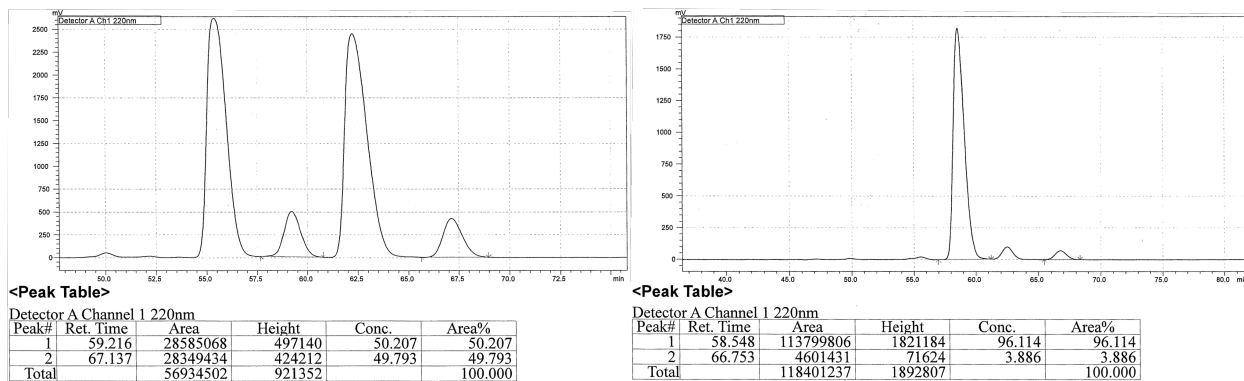 mV
Detector A Ch1 220nm
2500
2250
2000
1750
1500
1250
1000
750
500
250
0
50.0 52.5 55.0 57.5 60.0 62.5 65.0 67.5 70.0 72.5 min
<Peak Table>
Detector A Channel 1 220nm
Peak# Ret. Time Area Height Conc. Area%
1 59.216 28585068 497140 50.207 50.207
2 67.137 28349434 424212 49.793 49.793
Total 56934502 921352 100.000
mV
Detector A Ch1 220nm
1750
1500
1250
1000
750
500
250
0
40.0 45.0 50.0 55.0 60.0 65.0 70.0 75.0 80.0
<Peak Table>
Detector A Channel 1 220nm
Peak# Ret. Time Area Height Conc. Area%
1 58.548 113799806 1821184 96.114 96.114
2 66.753 4601431 71624 3.886 3.886
Total 118401237 1892807 100.000